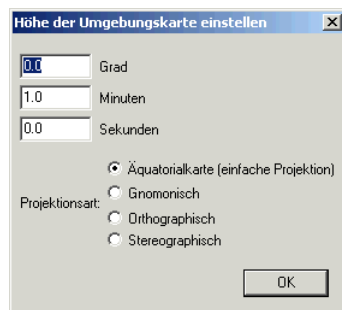 Höhe der Umgebungskarte einstellen
0.0 Grad
1.0 Minuten
0.0 Sekunden
Projektionsart:
Äquatorialkarte (einfache Projektion)
Gnomonisch
Orthographisch
Stereographisch
OK